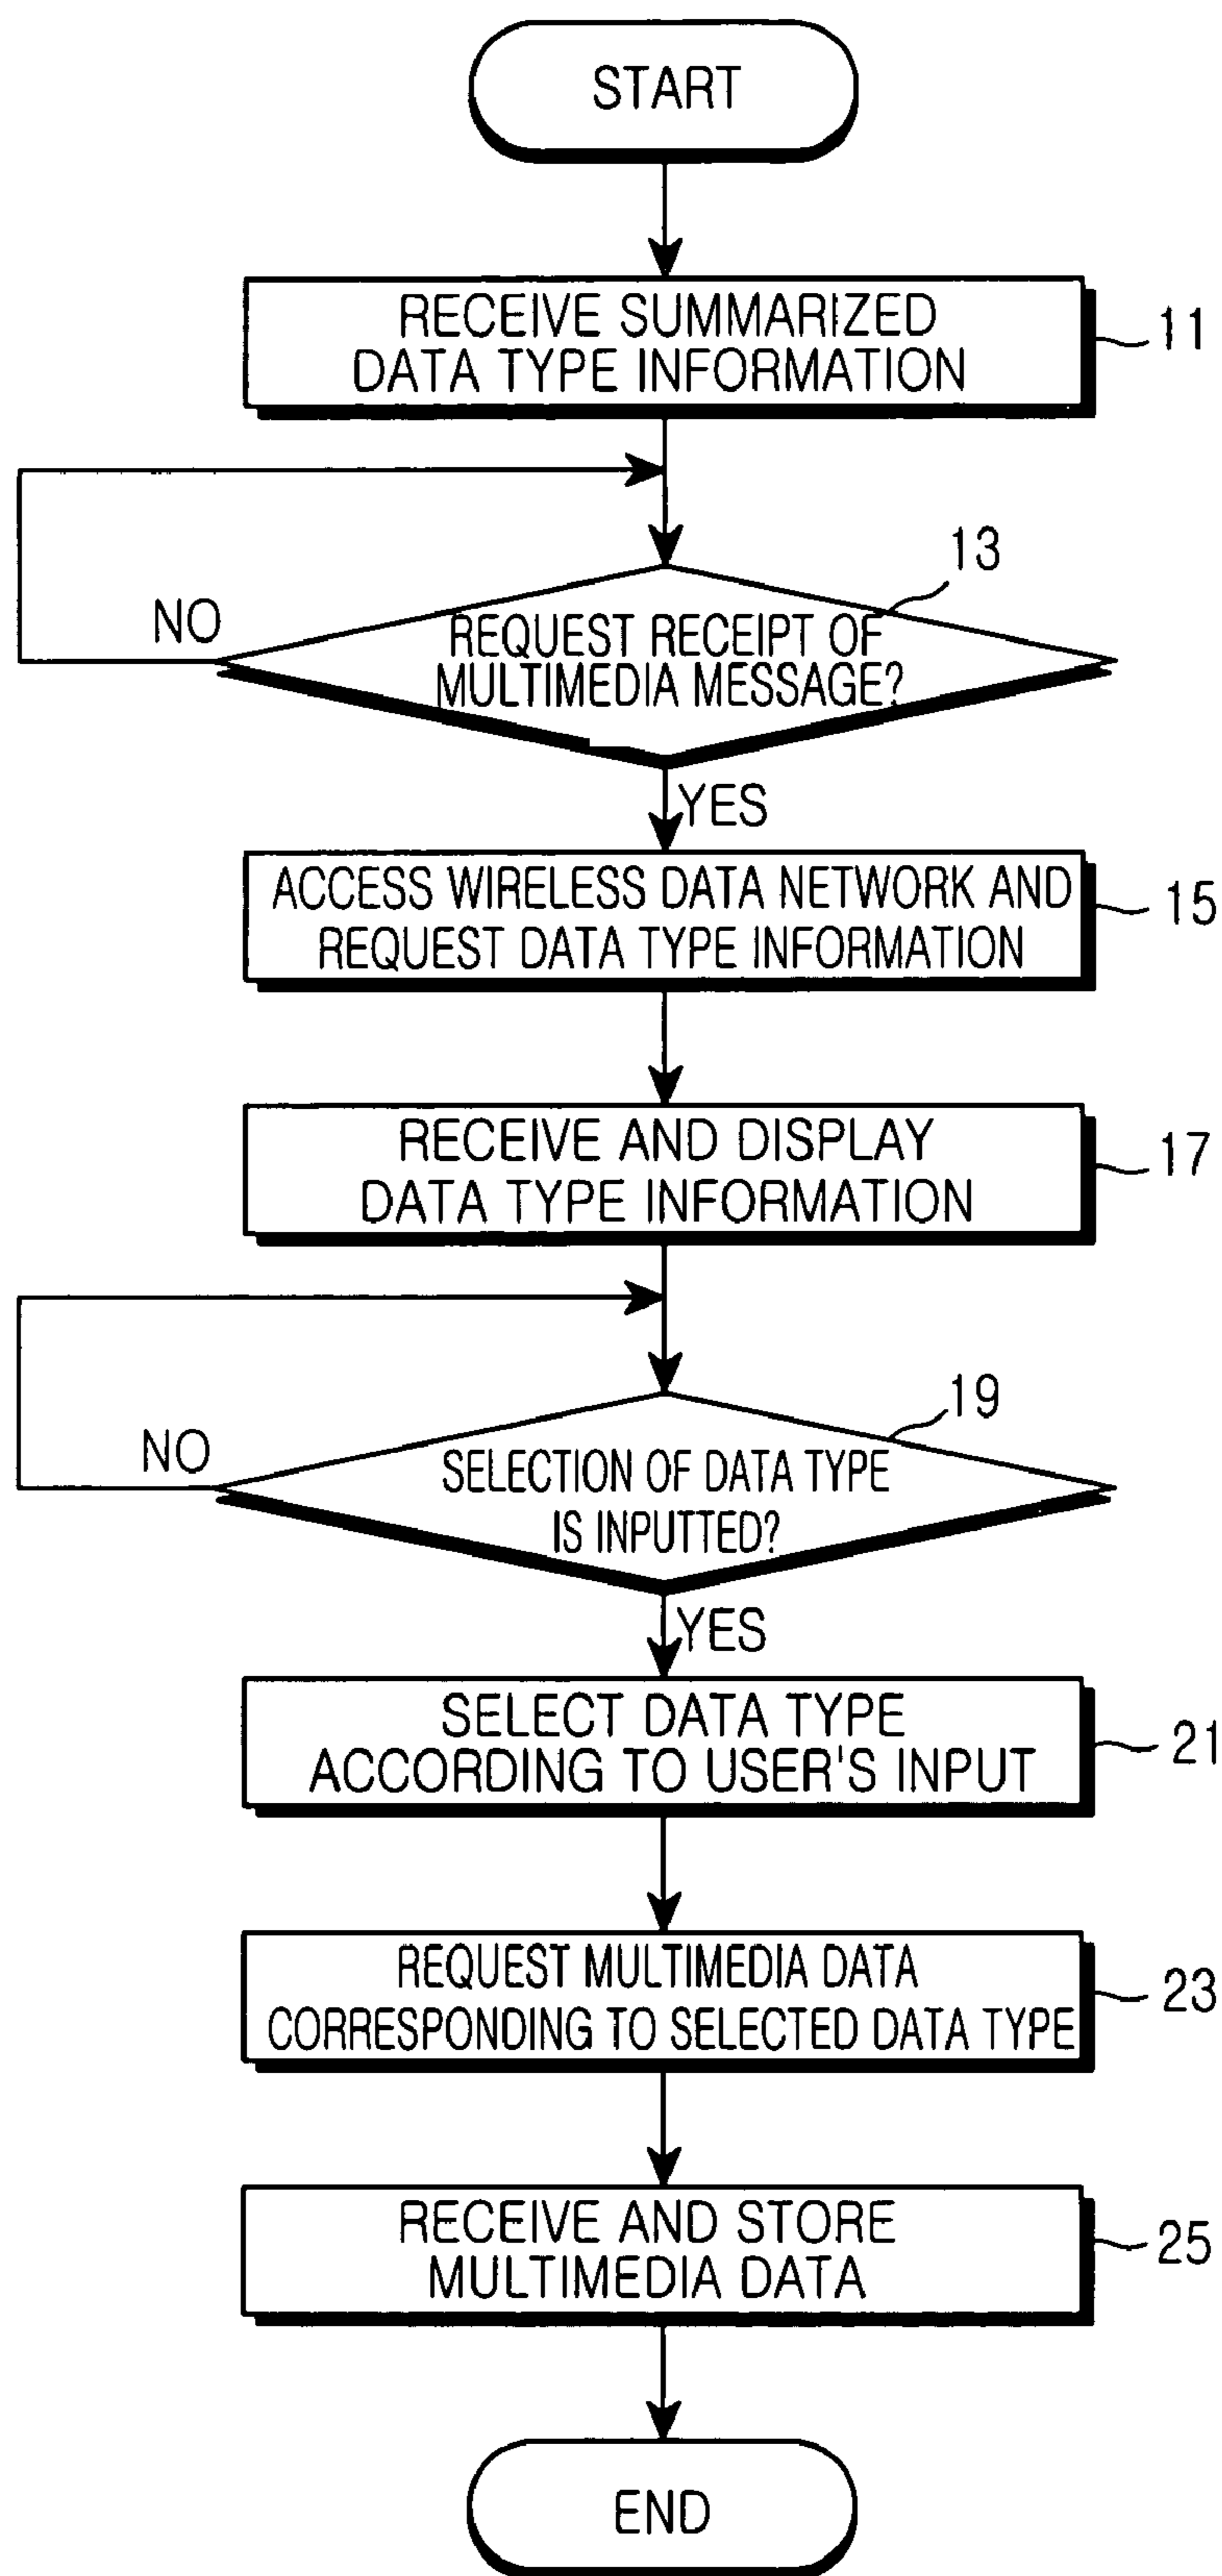 START
RECEIVE SUMMARIZED
DATA TYPE INFORMATION
11
13
NO
REQUEST RECEIPT OF
MULTIMEDIA MESSAGE?
YES
ACCESS WIRELESS DATA NETWORK AND
REQUEST DATA TYPE INFORMATION
15
RECEIVE AND DISPLAY
DATA TYPE INFORMATION
17
19
NO
SELECTION OF DATA TYPE
IS INPUTTED?
YES
SELECT DATA TYPE
ACCORDING TO USER'S INPUT
21
REQUEST MULTIMEDIA DATA
CORRESPONDING TO SELECTED DATA TYPE
23
RECEIVE AND STORE
MULTIMEDIA DATA
25
END